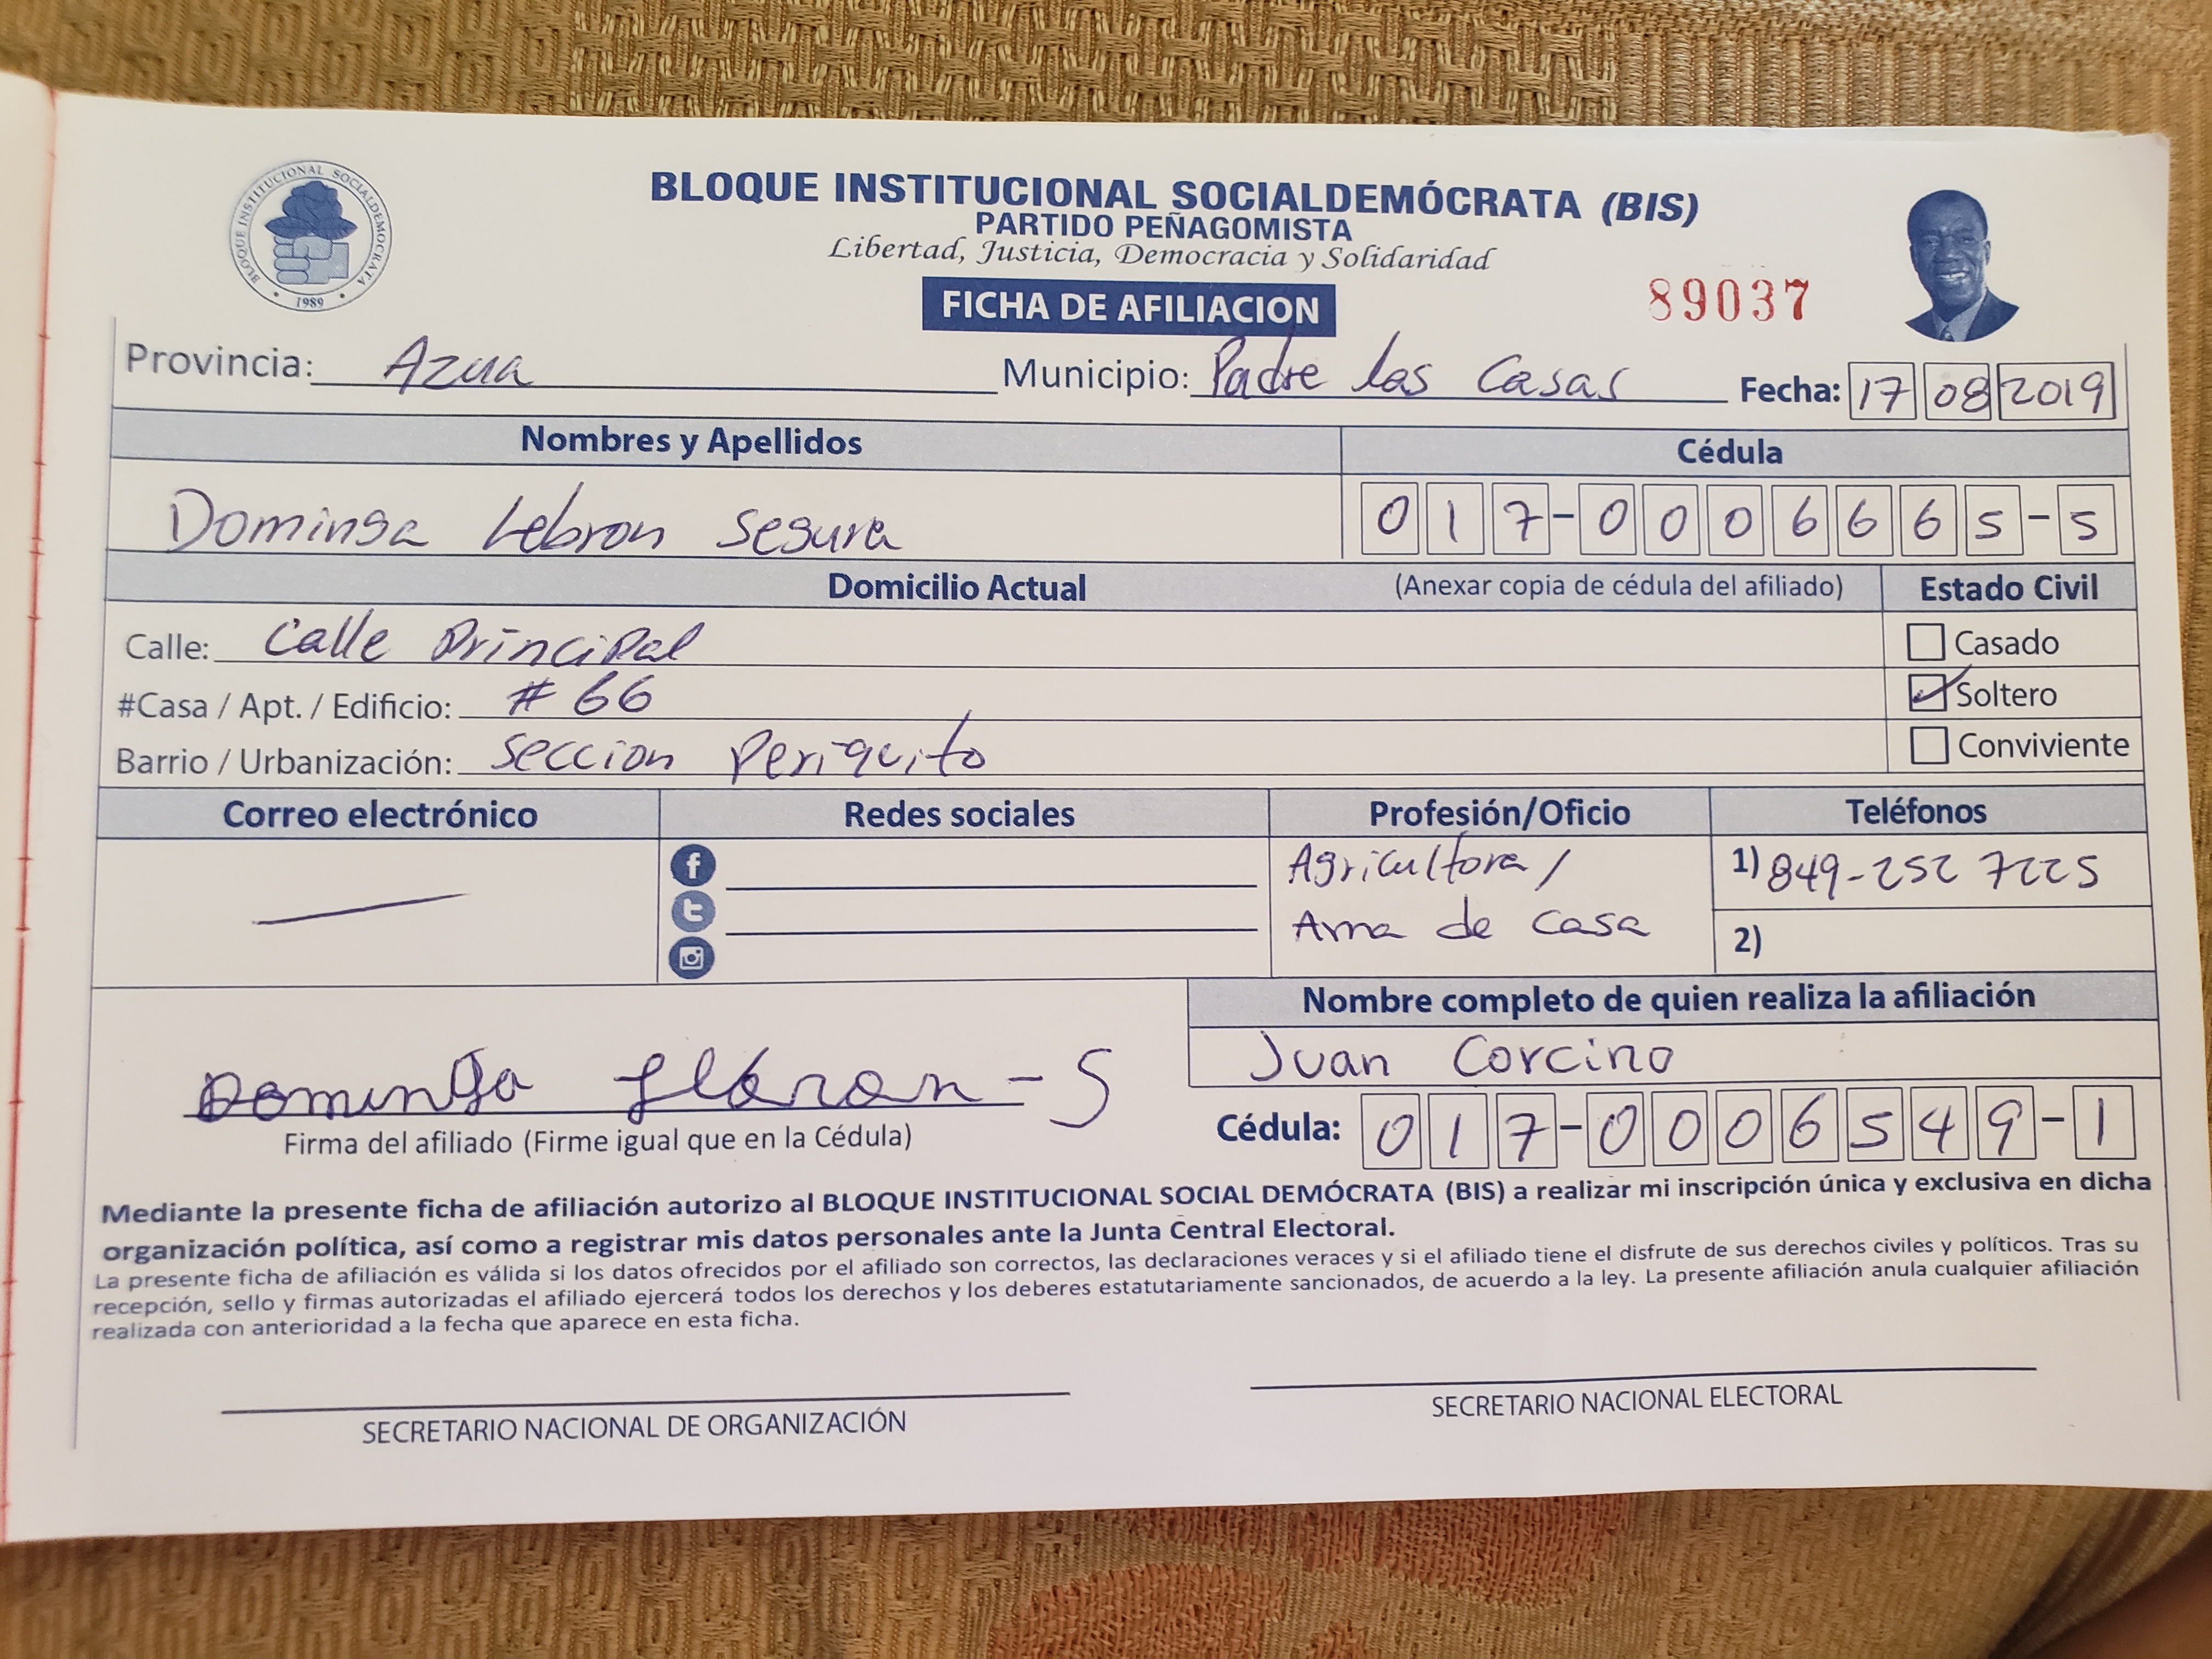 BLOQUE INSTITUCIONAL SOCIALDEMÓCRATA
1989
BLOQUE INSTITUCIONAL SOCIALDEMÓCRATA (BIS)
PARTIDO PEÑAGOMISTA
Libertad, Justicia, Democracia y Solidaridad
FICHA DE AFILIACION
89037
Provincia: Azua Municipio: Padre las Casas Fecha: 17 08 2019
Nombres y Apellidos Cédula
Dominga Lebron Segura 017-0006665-5
Domicilio Actual (Anexar copia de cédula del afiliado) Estado Civil
Calle: Calle Principal Casado
#Casa / Apt. / Edificio: # 66 Soltero
Barrio / Urbanización: Seccion Periquito Conviviente
Correo electrónico Redes sociales Profesión/Oficio Teléfonos
Agricultora / 1) 849-252 7225
Ama de casa 2)
Nombre completo de quien realiza la afiliación
Juan Corcino
Dominga Lebron - S
Firma del afiliado (Firme igual que en la Cédula) Cédula: 017-0006549-1
Mediante la presente ficha de afiliación autorizo al BLOQUE INSTITUCIONAL SOCIAL DEMÓCRATA (BIS) a realizar mi inscripción única y exclusiva en dicha
organización política, así como a registrar mis datos personales ante la Junta Central Electoral.
La presente ficha de afiliación es válida si los datos ofrecidos por el afiliado son correctos, las declaraciones veraces y si el afiliado tiene el disfrute de sus derechos civiles y políticos. Tras su
recepción, sello y firmas autorizadas el afiliado ejercerá todos los derechos y los deberes estatutariamente sancionados, de acuerdo a la ley. La presente afiliación anula cualquier afiliación
realizada con anterioridad a la fecha que aparece en esta ficha.
SECRETARIO NACIONAL DE ORGANIZACIÓN SECRETARIO NACIONAL ELECTORAL